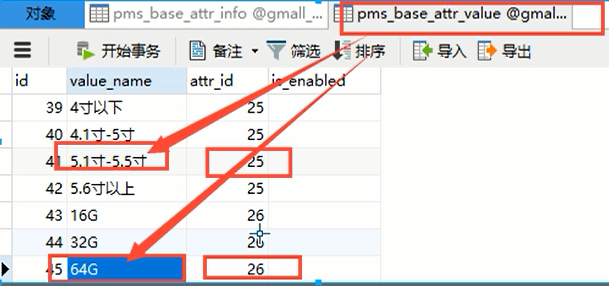 对象 pms_base_attr_info @gmall_... pms_base_attr_value @gmal...
开始事务 备注 筛选 排序 导入 导出
id value_name attr_id is_enabled
39 4寸以下 25
40 4.1寸-5寸 25
41 5.1寸-5.5寸 25
42 5.6寸以上 25
43 16G 26
44 32G 26
45 64G 26